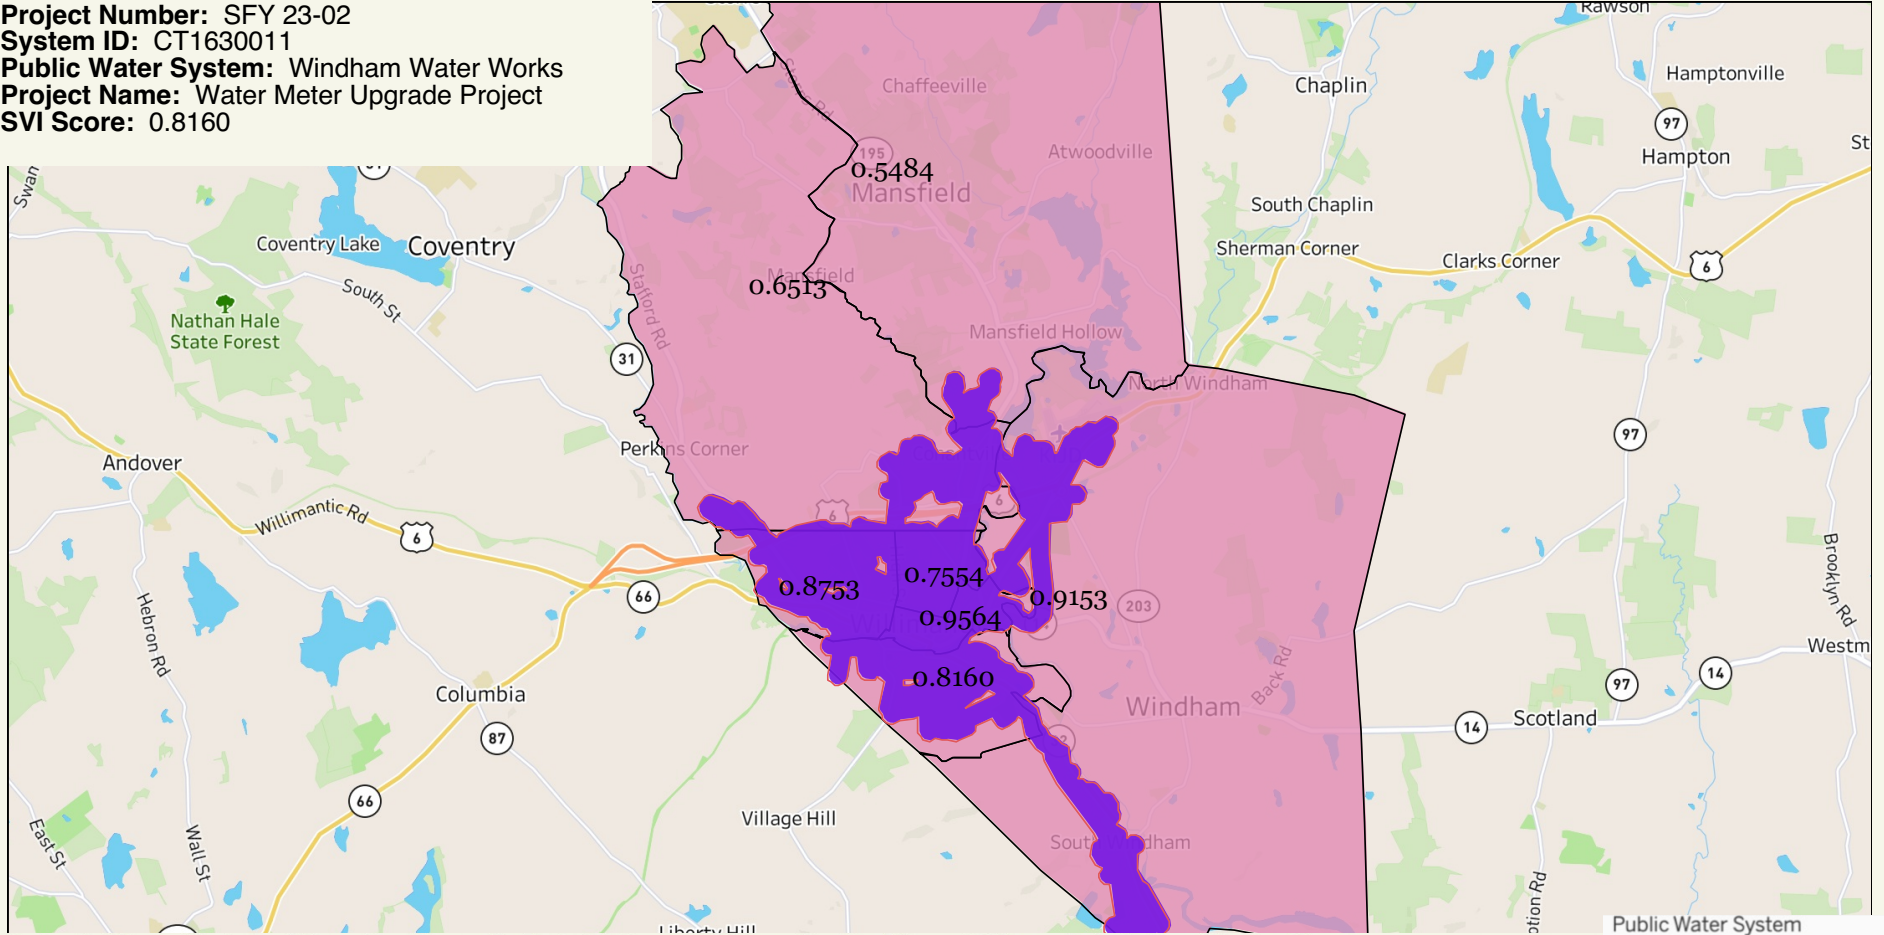 Project Number: SFY 23-02
System ID: CT1630011
Public Water System: Windham Water Works
Project Name: Water Meter Upgrade Project
SVI Score: 0.8160
Rawson
Chaffeeville
Chaplin
Hamptonville
97
195
Atwoodville
Hampton
St
0.5484
Mansfield
Swan
South Chaplin
Coventry Lake
Coventry
Sherman Corner
Clarks Corner
6
Mansfield
0.6513
South St
Stafford Rd
Nathan Hale
State Forest
Mansfield Hollow
31
North Windham
97
Perkins Corner
Andover
Willimantic Rd
6
6
6
Brooklyn Rd
0.8753
0.7554
0.9153
203
66
Hebron Rd
0.9564
Westm
0.8160
Back Rd
14
97
Columbia
Windham
Scotland
14
87
66
Village Hill
East St
Wall St
South Windham
Liberty Hill
Public Water System